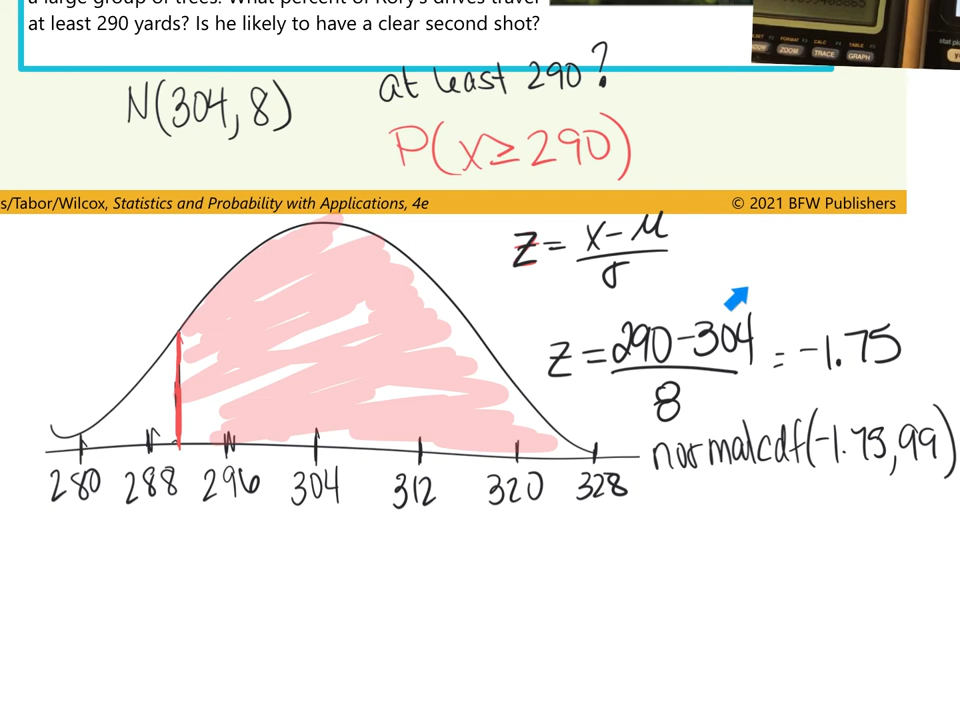 at least 290 yards? Is he likely to have a clear second shot?
N(304, 8)
at least 290?
P(x≥290)
s/Tabor/Wilcox, Statistics and Probability with Applications, 4e
© 2021 BFW Publishers
z = x-μ/σ
z = 290-304/8 = -1.75
normalcdf(-1.75,99)
280 288 296 304 312 320 328
ZOOM TRACE GRAPH